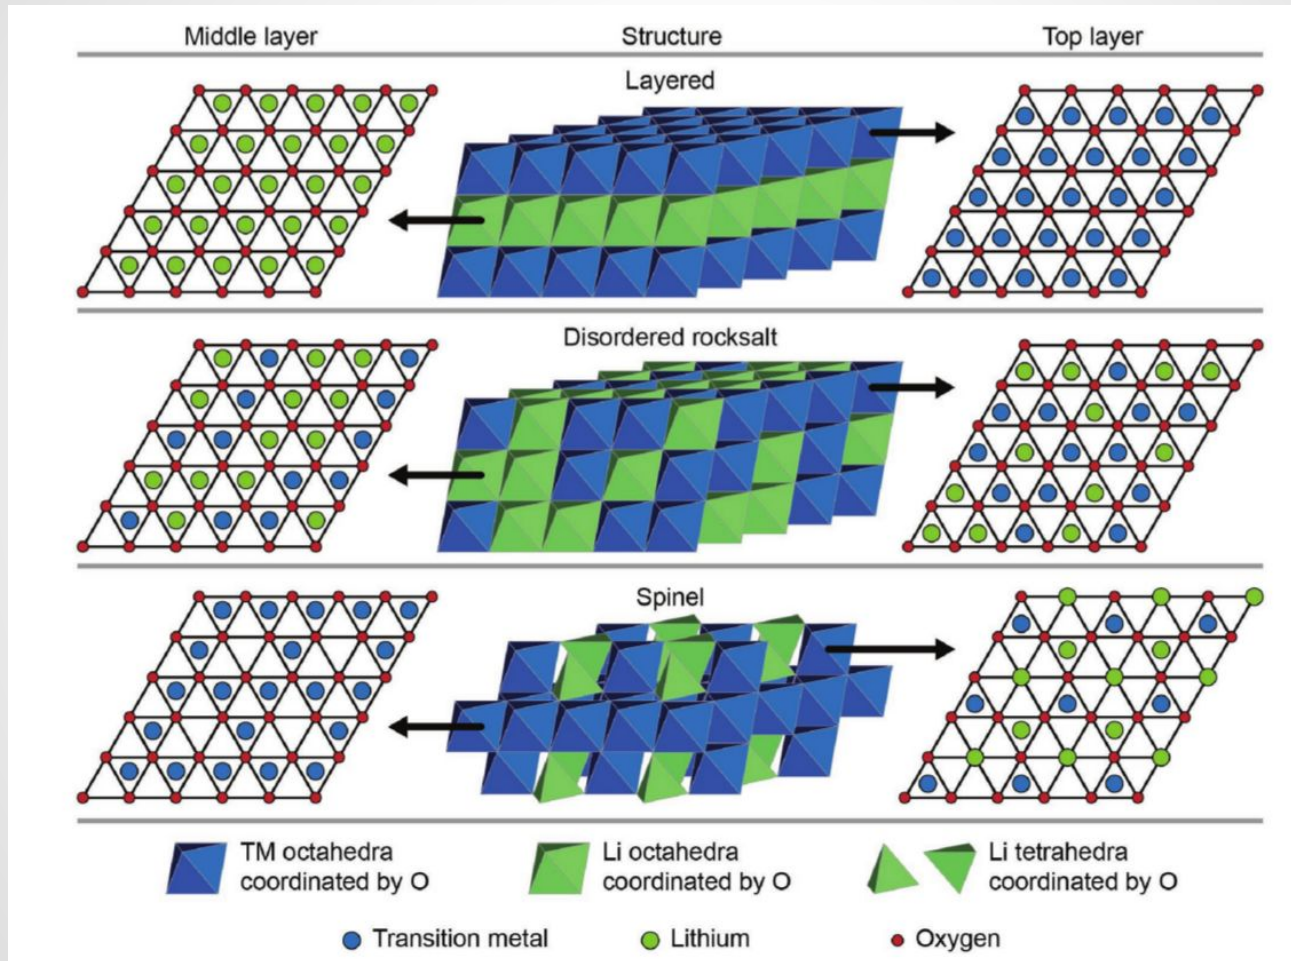 Middle layer
Structure
Top layer
Layered
Disordered rocksalt
Spinel
TM octahedra
coordinated by O
Li octahedra
coordinated by O
Li tetrahedra
coordinated by O
Transition metal
Lithium
Oxygen